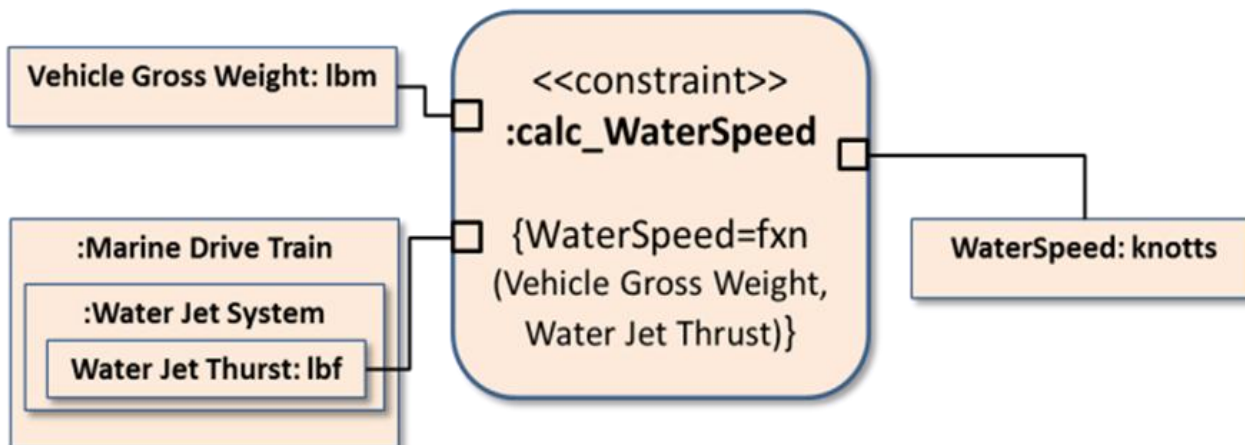 Vehicle Gross Weight: lbm
<<constraint>>
:calc_WaterSpeed
{WaterSpeed=fxn
(Vehicle Gross Weight,
Water Jet Thrust)}
:Marine Drive Train
:Water Jet System
Water Jet Thurst: lbf
WaterSpeed: knotts